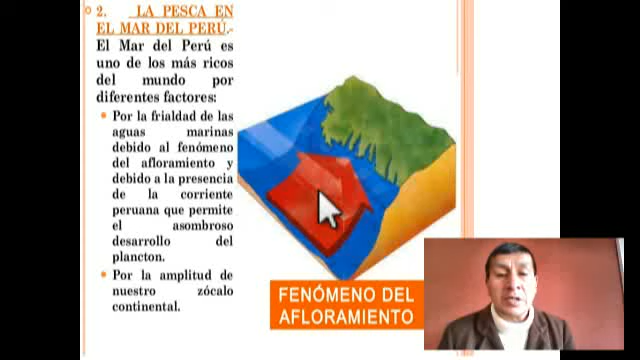 2. LA PESCA EN
EL MAR DEL PERÚ.-
El Mar del Perú es
uno de los más ricos
del mundo por
diferentes factores:
Por la frialdad de las
aguas marinas
debido al fenómeno
del afloramiento y
debido a la presencia
de la corriente
peruana que permite
el asombroso
desarrollo del
plancton.
Por la amplitud de
nuestro zócalo
continental.
FENÓMENO DEL
AFLORAMIENTO